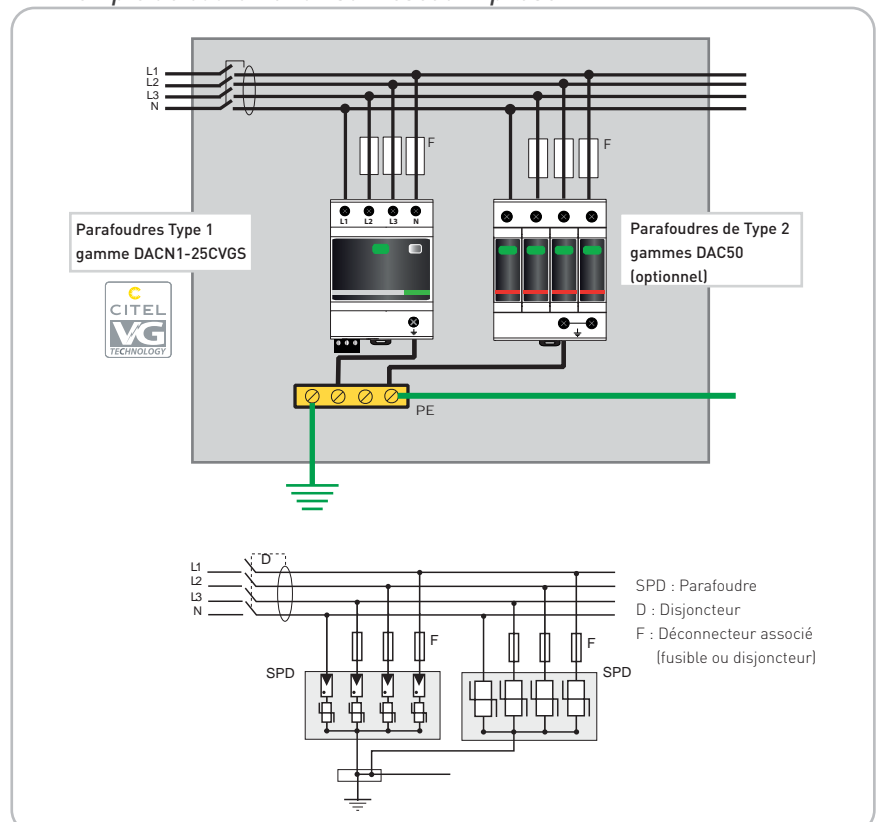 L1
L2
L3
N
F
F
L1 L2 L3 N
Parafoudres Type 1
gamme DACN1-25CVGS
Parafoudres de Type 2
gammes DAC50
(optionnel)
C
CITEL
VG
TECHNOLOGY
PE
L1
L2
L3
N
D
F
F
SPD
SPD
SPD : Parafoudre
D : Disjoncteur
F : Déconnecteur associé
(fusible ou disjoncteur)